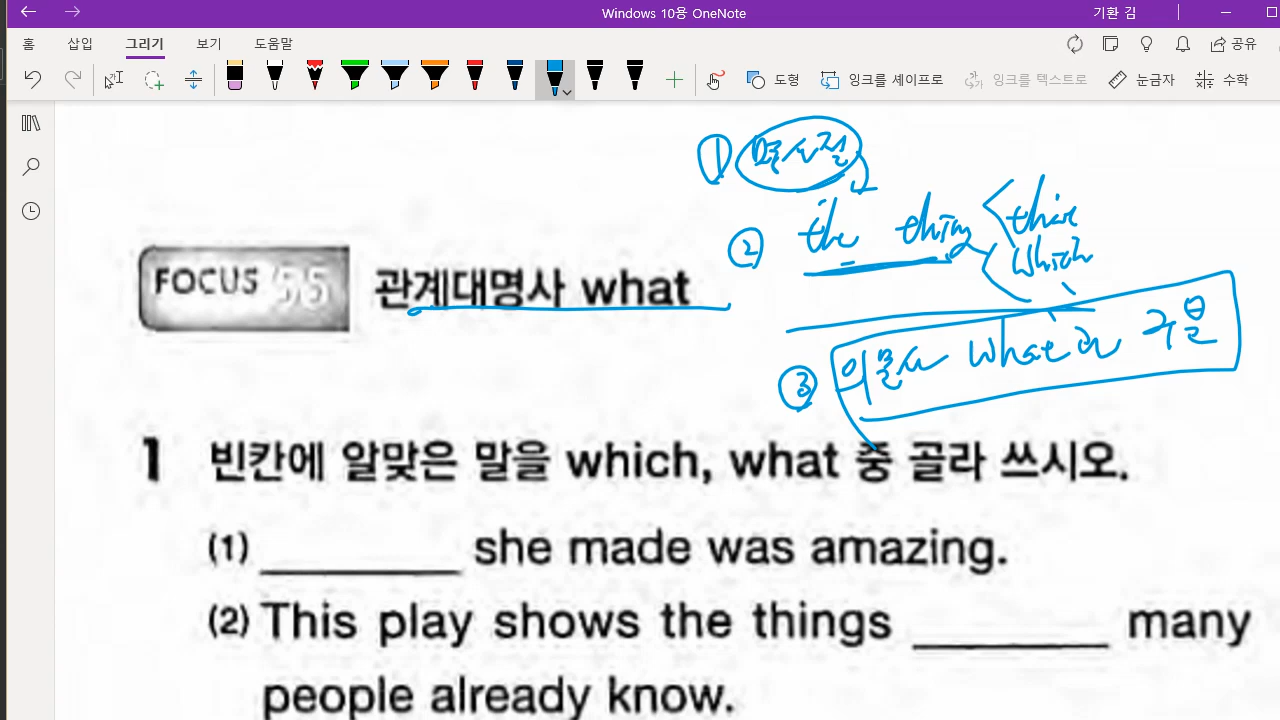 Windows 10용 OneNote
기환 김
홈 삽입 그리기 보기 도움말
공유
도형 잉크를 셰이프로 잉크를 텍스트로 눈금자 수학
① 명사절
② the thing that
which
FOCUS 55 관계대명사 what
③ 의문사 what과 구문
1 빈칸에 알맞은 말을 which, what 중 골라 쓰시오.
(1) she made was amazing.
(2) This play shows the things many
people already know.